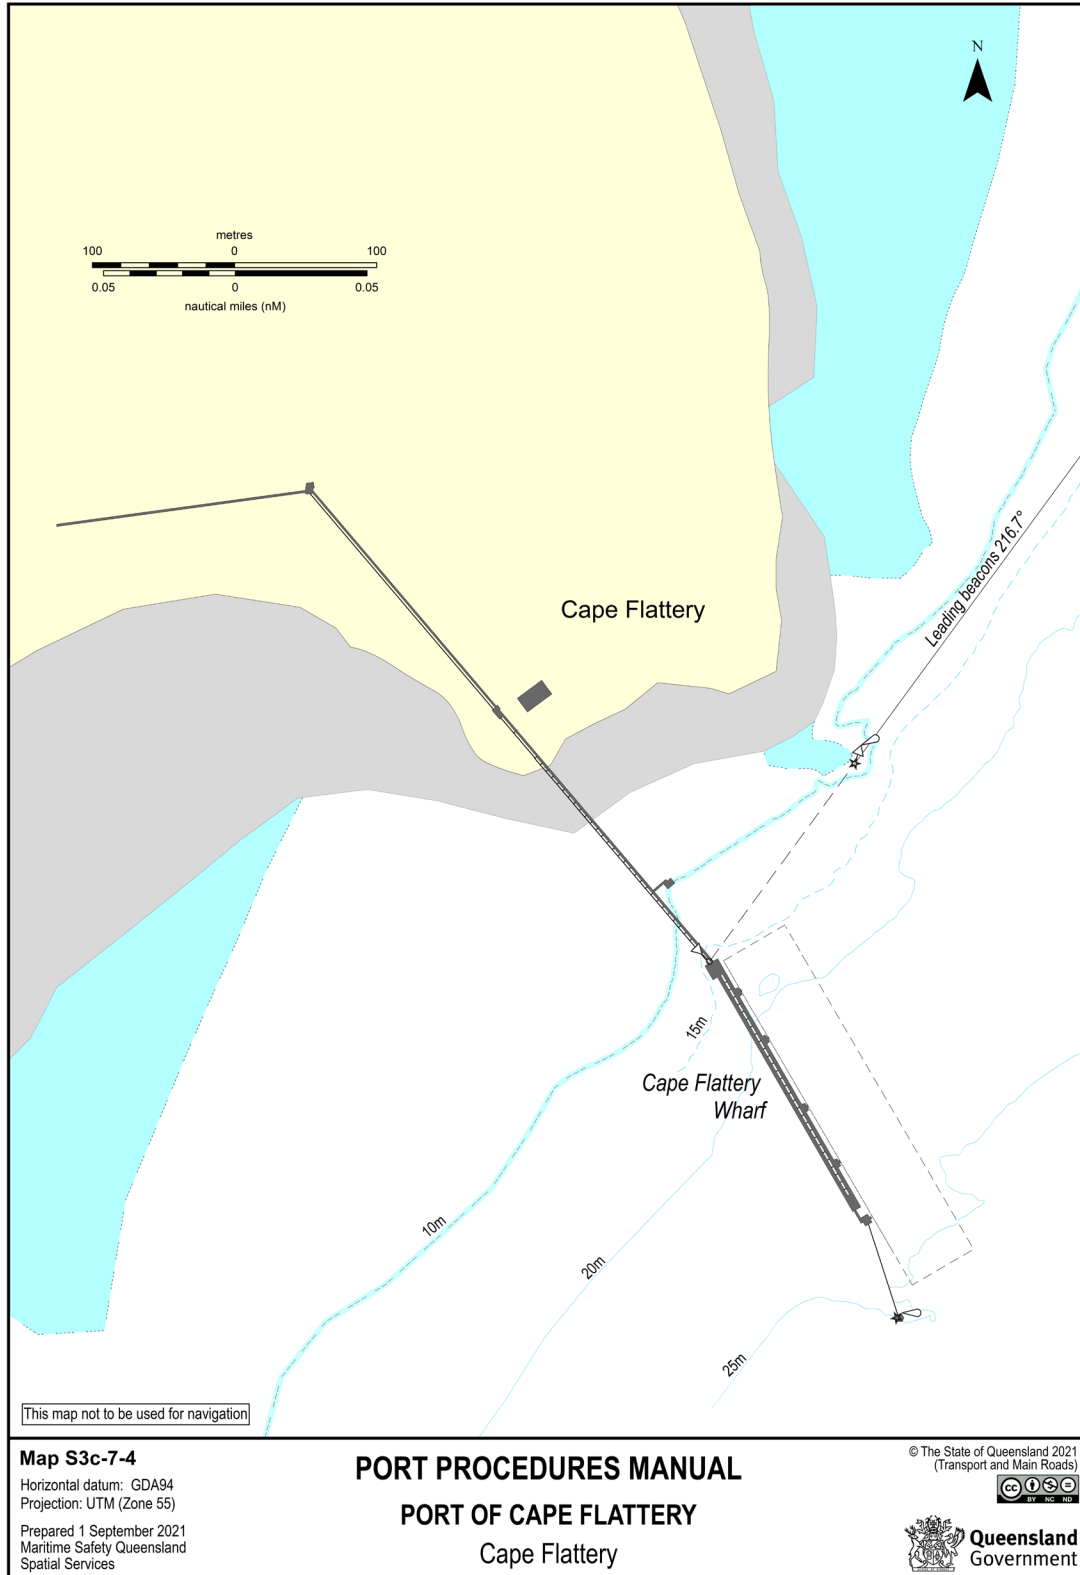 N
metres
100 0 100
0.05 0 0.05
nautical miles (nM)
Leading beacons 216.7°
Cape Flattery
15m
Cape Flattery
Wharf
10m
20m
25m
This map not to be used for navigation
Map S3c-7-4
Horizontal datum: GDA94
Projection: UTM (Zone 55)
Prepared 1 September 2021
Maritime Safety Queensland
Spatial Services
PORT PROCEDURES MANUAL
PORT OF CAPE FLATTERY
Cape Flattery
© The State of Queensland 2021
(Transport and Main Roads)
cc
BY NC ND
Queensland
Government